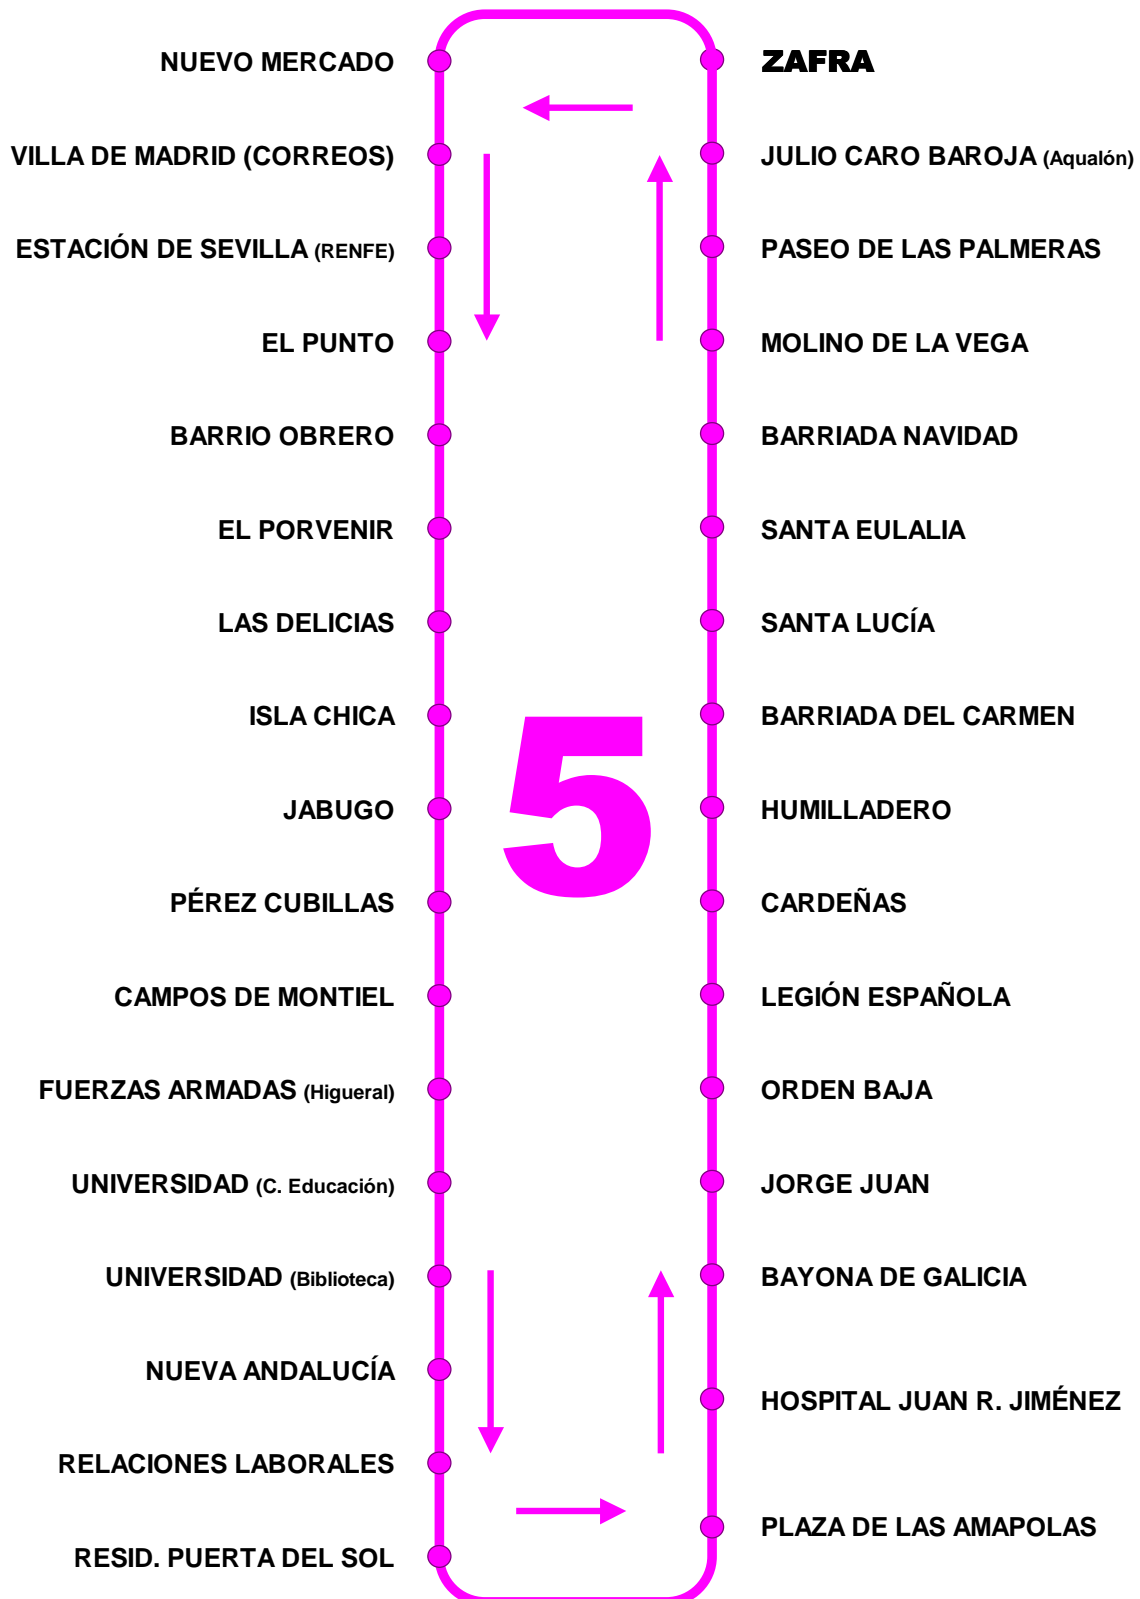 NUEVO MERCADO
VILLA DE MADRID (CORREOS)
ESTACIÓN DE SEVILLA (RENFE)
EL PUNTO
BARRIO OBRERO
EL PORVENIR
LAS DELICIAS
ISLA CHICA
JABUGO
PÉREZ CUBILLAS
CAMPOS DE MONTIEL
FUERZAS ARMADAS (Higueral)
UNIVERSIDAD (C. Educación)
UNIVERSIDAD (Biblioteca)
NUEVA ANDALUCÍA
RELACIONES LABORALES
RESID. PUERTA DEL SOL
5
ZAFRA
JULIO CARO BAROJA (Aqualón)
PASEO DE LAS PALMERAS
MOLINO DE LA VEGA
BARRIADA NAVIDAD
SANTA EULALIA
SANTA LUCÍA
BARRIADA DEL CARMEN
HUMILLADERO
CARDEÑAS
LEGIÓN ESPAÑOLA
ORDEN BAJA
JORGE JUAN
BAYONA DE GALICIA
HOSPITAL JUAN R. JIMÉNEZ
PLAZA DE LAS AMAPOLAS